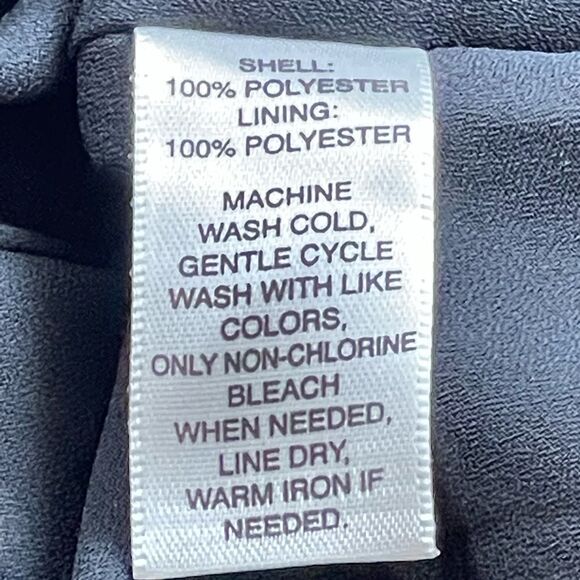 SHELL:
100% POLYESTER
LINING:
100% POLYESTER
MACHINE
WASH COLD,
GENTLE CYCLE
WASH WITH LIKE
COLORS,
ONLY NON-CHLORINE
BLEACH
WHEN NEEDED,
LINE DRY,
WARM IRON IF
NEEDED.